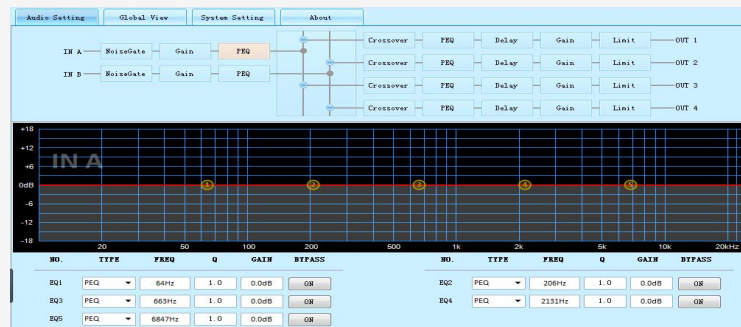 Audio Setting Global View System Setting About
Crossover PEQ Delay Gain Limit OUT 1
IN A NoizeGate Gain PEQ
Crossover PEQ Delay Gain Limit OUT 2
IN B NoizeGate Gain PEQ
Crossover PEQ Delay Gain Limit OUT 3
Crossover PEQ Delay Gain Limit OUT 4
+18
+12
IN A
+6
0dB 1 2 3 4 5
-6
-12
-18
20 50 100 200 500 1k 2k 5k 10k 20kHz
NO. TYPE FREQ Q GAIN BYPASS NO. TYPE FREQ Q GAIN BYPASS
EQ1 PEQ 64Hz 1.0 0.0dB ON EQ2 PEQ 206Hz 1.0 0.0dB ON
EQ3 PEQ 663Hz 1.0 0.0dB ON EQ4 PEQ 2131Hz 1.0 0.0dB ON
EQ5 PEQ 6847Hz 1.0 0.0dB ON